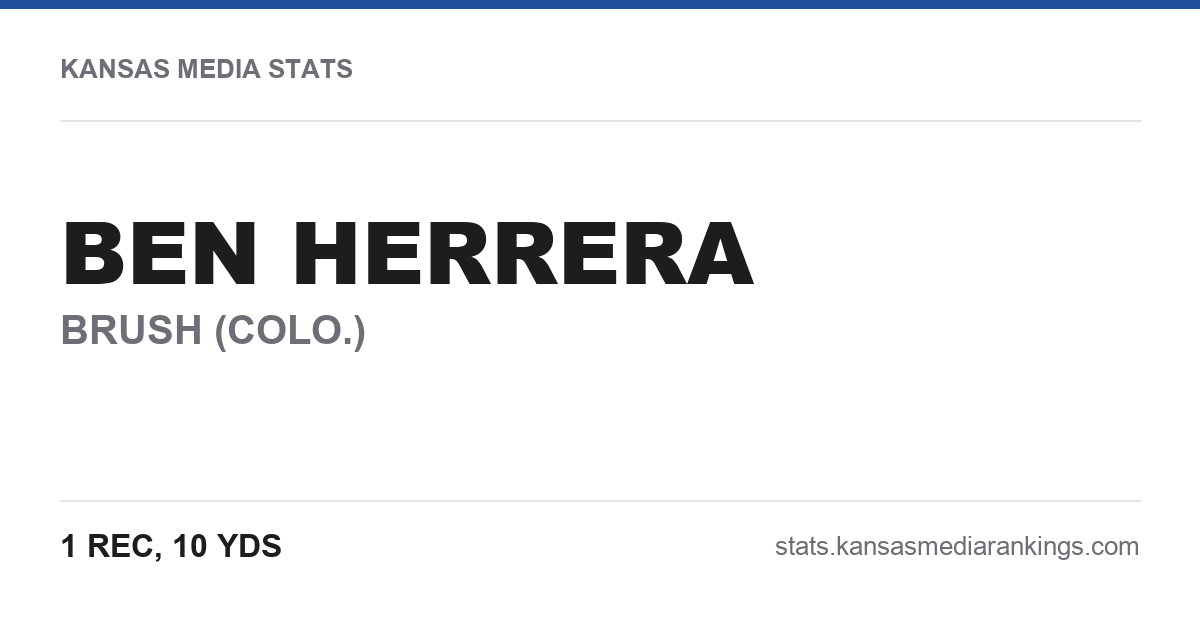 KANSAS MEDIA STATS
BEN HERRERA
BRUSH (COLO.)
1 REC, 10 YDS
stats.kansasmediarankings.com